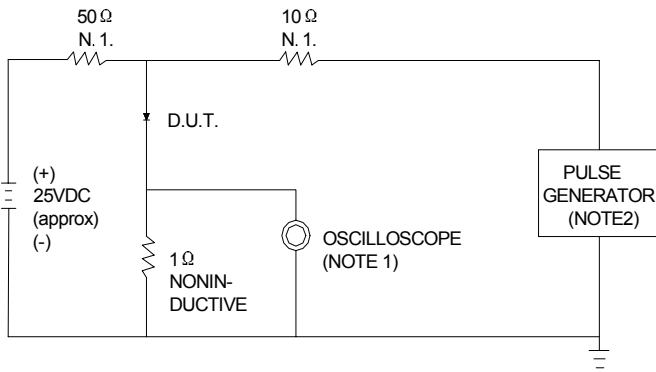 50Ω
N. 1.
10Ω
N. 1.
D.U.T.
(+)
25VDC
(approx)
(-)
1Ω
NONIN-
DUCTIVE
OSCILLOSCOPE
(NOTE 1)
PULSE
GENERATOR
(NOTE2)